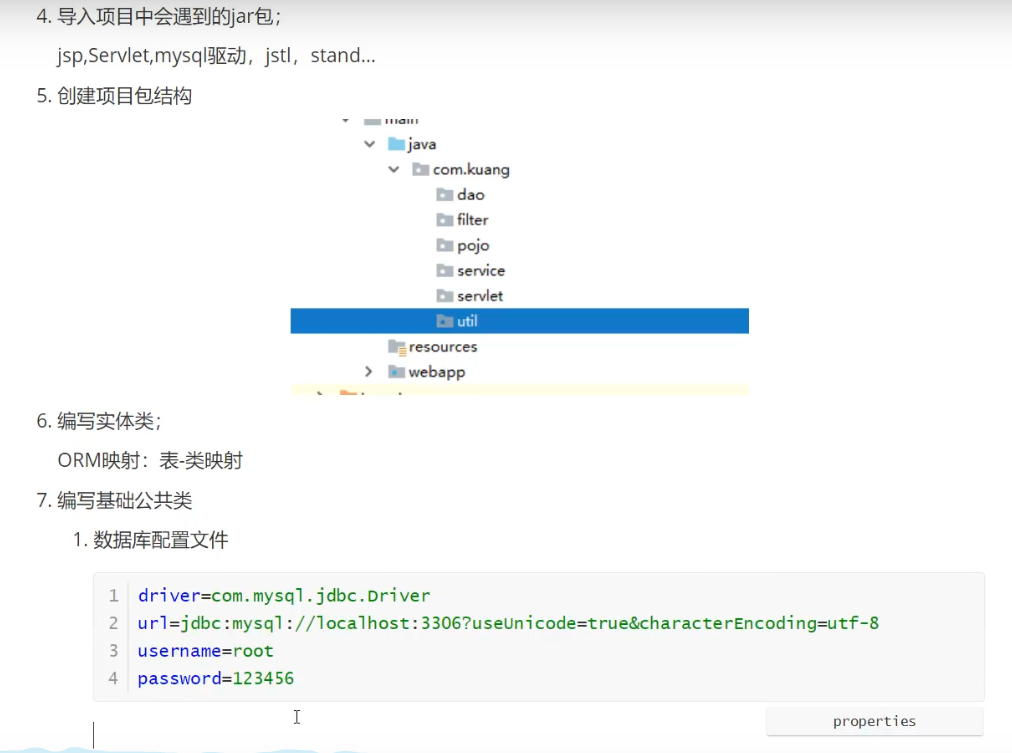 4. 导入项目中会遇到的jar包；
jsp,Servlet,mysql驱动，jstl，stand...
5. 创建项目包结构
main
java
com.kuang
dao
filter
pojo
service
servlet
util
resources
webapp
6. 编写实体类；
ORM映射：表-类映射
7. 编写基础公共类
1. 数据库配置文件
1 driver=com.mysql.jdbc.Driver
2 url=jdbc:mysql://localhost:3306?useUnicode=true&characterEncoding=utf-8
3 username=root
4 password=123456
properties